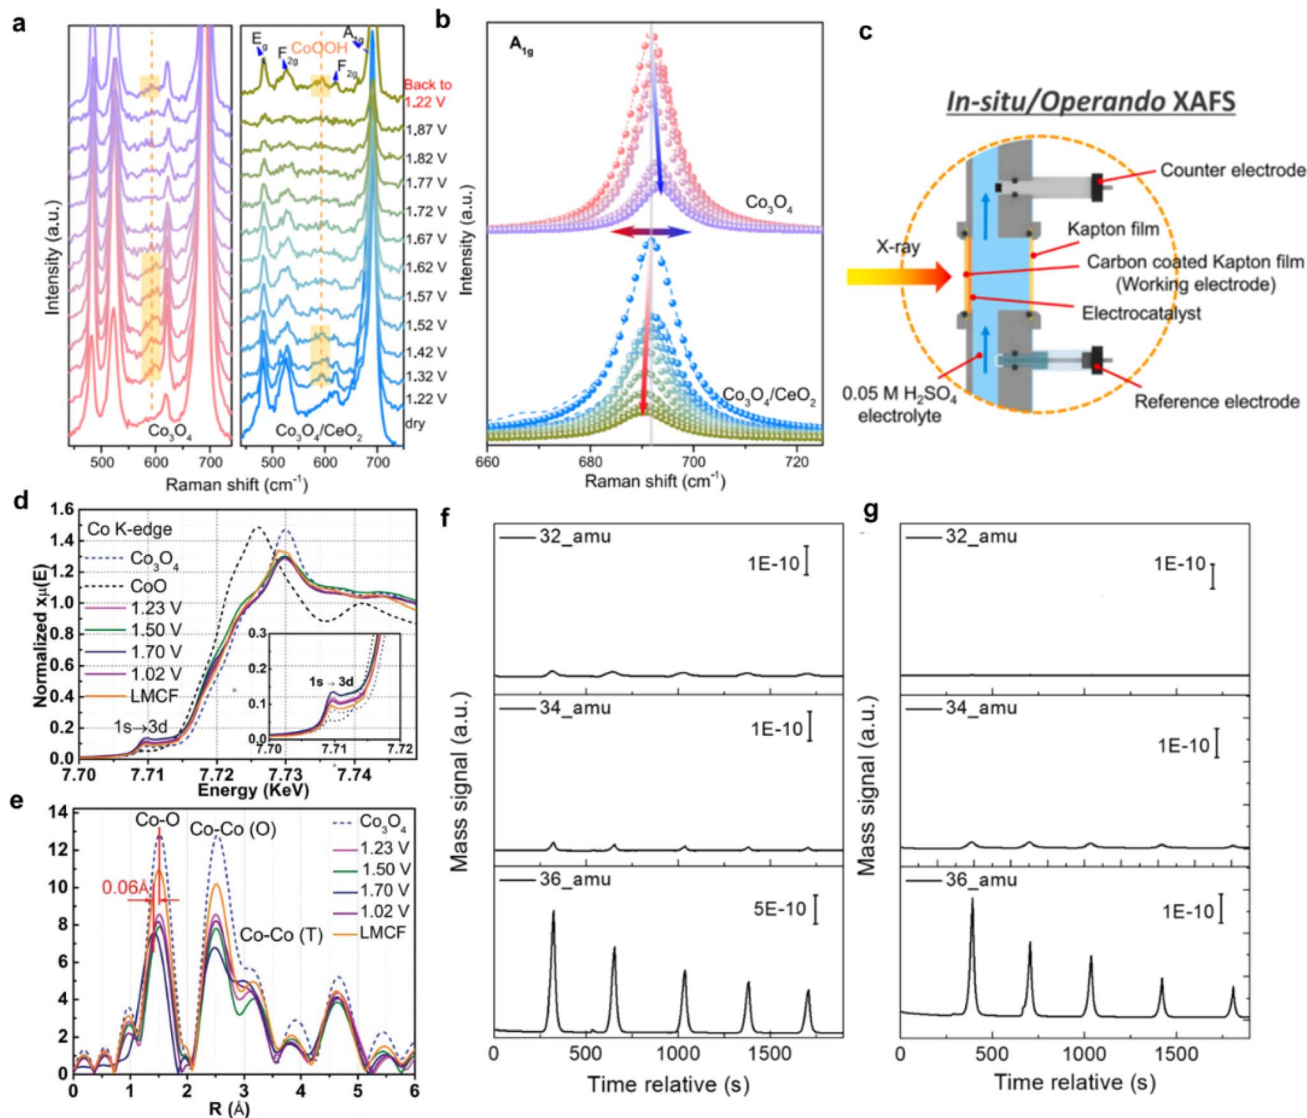 a
Intensity (a.u.)
E₉
CoOOH
A₁g
F₂g
F₂g
Back to
1.22 V
1.87 V
1.82 V
1.77 V
1.72 V
1.67 V
1.62 V
1.57 V
1.52 V
1.42 V
1.32 V
1.22 V
dry
Co₃O₄
Co₃O₄/CeO₂
500 600 700
500 600 700
Raman shift (cm⁻¹)
b
A₁g
Intensity (a.u.)
Co₃O₄
Co₃O₄/CeO₂
660 680 700 720
Raman shift (cm⁻¹)
c
In-situ/Operando XAFS
Counter electrode
X-ray
Kapton film
Carbon coated Kapton film
(Working electrode)
Electrocatalyst
0.05 M H₂SO₄
electrolyte
Reference electrode
d
Normalized xμ(E)
1.6
1.4
1.2
1.0
0.8
0.6
0.4
0.2
0.0
Co K-edge
Co₃O₄
CoO
1.23 V
1.50 V
1.70 V
1.02 V
LMCF
1s→3d
0.3
0.2
0.1
0.0
1s→3d
7.70 7.71 7.72
7.70 7.71 7.72 7.73 7.74
Energy (KeV)
e
14
12
10
8
6
4
2
0
Co-O
Co-Co (O)
Co-Co (T)
0.06Å
Co₃O₄
1.23 V
1.50 V
1.70 V
1.02 V
LMCF
0 1 2 3 4 5 6
R (Å)
f
Mass signal (a.u.)
32_amu
1E-10
34_amu
1E-10
36_amu
5E-10
0 500 1000 1500
Time relative (s)
g
Mass signal (a.u.)
32_amu
1E-10
34_amu
1E-10
36_amu
1E-10
0 500 1000 1500
Time relative (s)